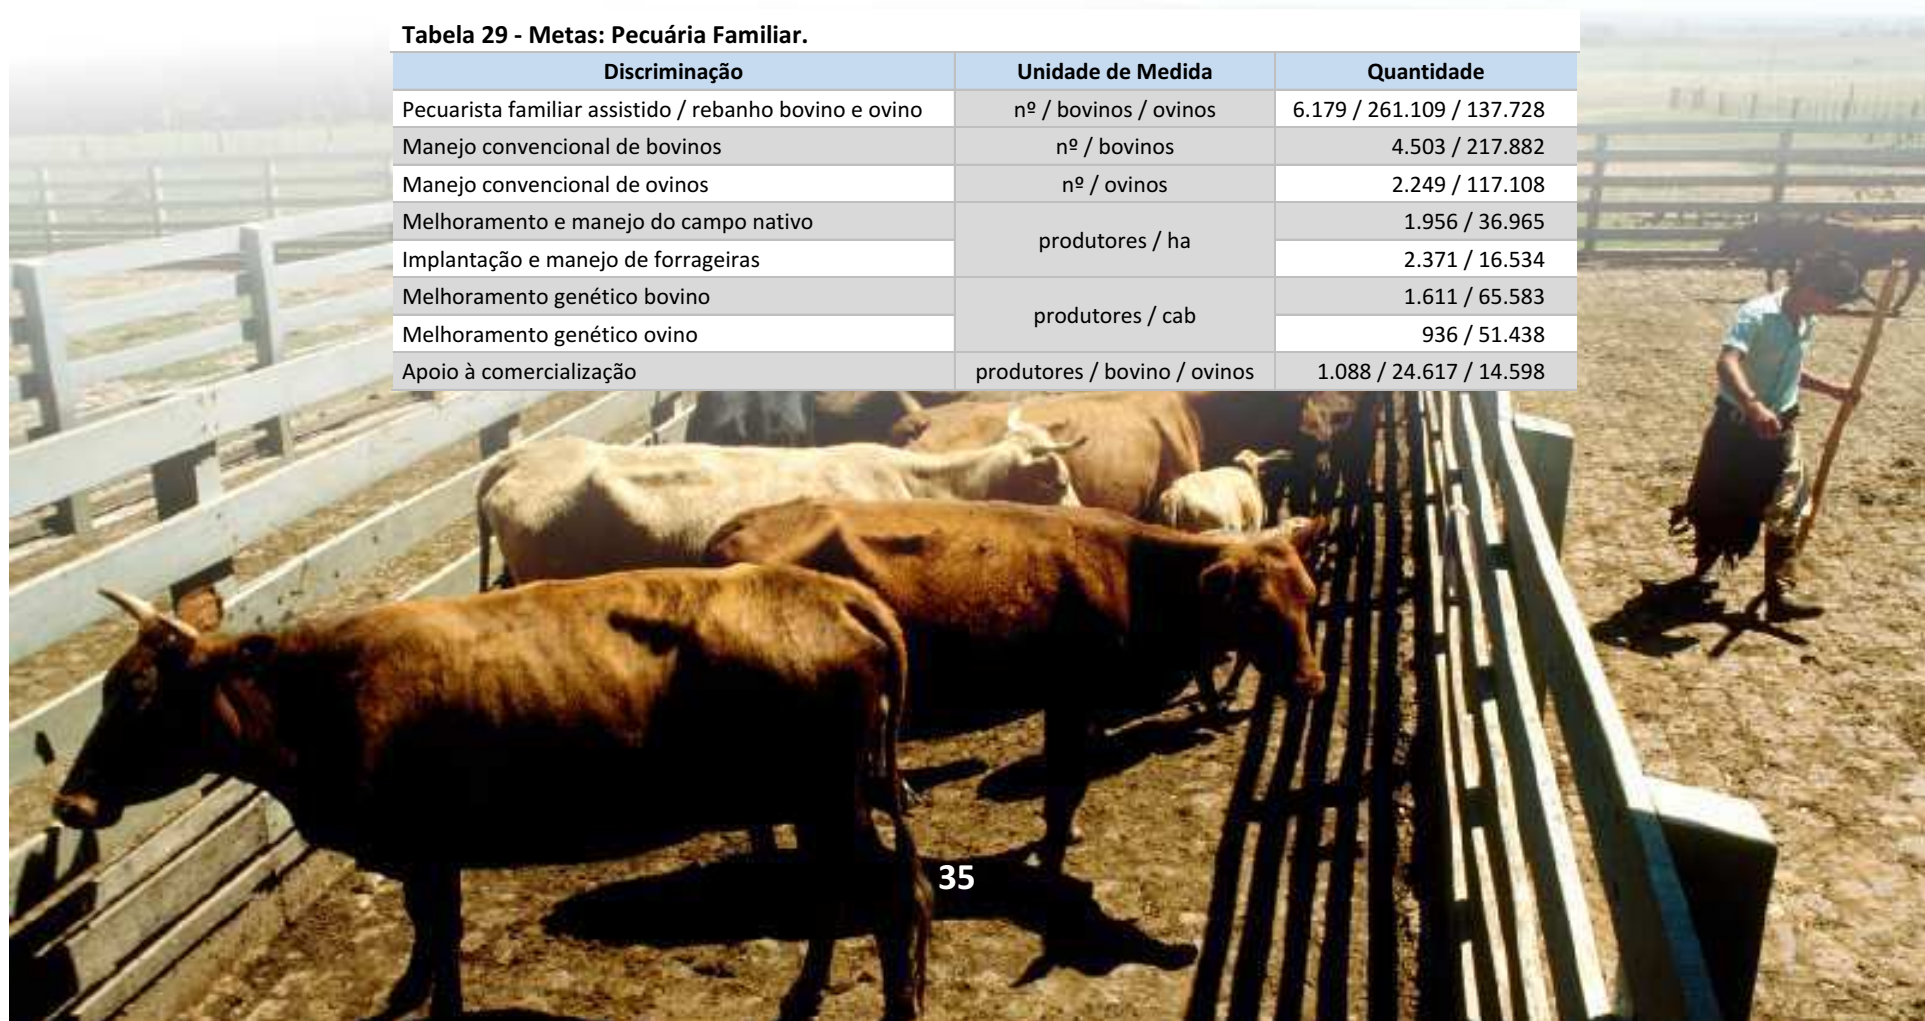 Tabela 29 - Metas: Pecuária Familiar.
Discriminação Unidade de Medida Quantidade
Pecuarista familiar assistido / rebanho bovino e ovino nº / bovinos / ovinos 6.179 / 261.109 / 137.728
Manejo convencional de bovinos nº / bovinos 4.503 / 217.882
Manejo convencional de ovinos nº / ovinos 2.249 / 117.108
Melhoramento e manejo do campo nativo produtores / ha 1.956 / 36.965
Implantação e manejo de forrageiras 2.371 / 16.534
Melhoramento genético bovino produtores / cab 1.611 / 65.583
Melhoramento genético ovino 936 / 51.438
Apoio à comercialização produtores / bovino / ovinos 1.088 / 24.617 / 14.598
35